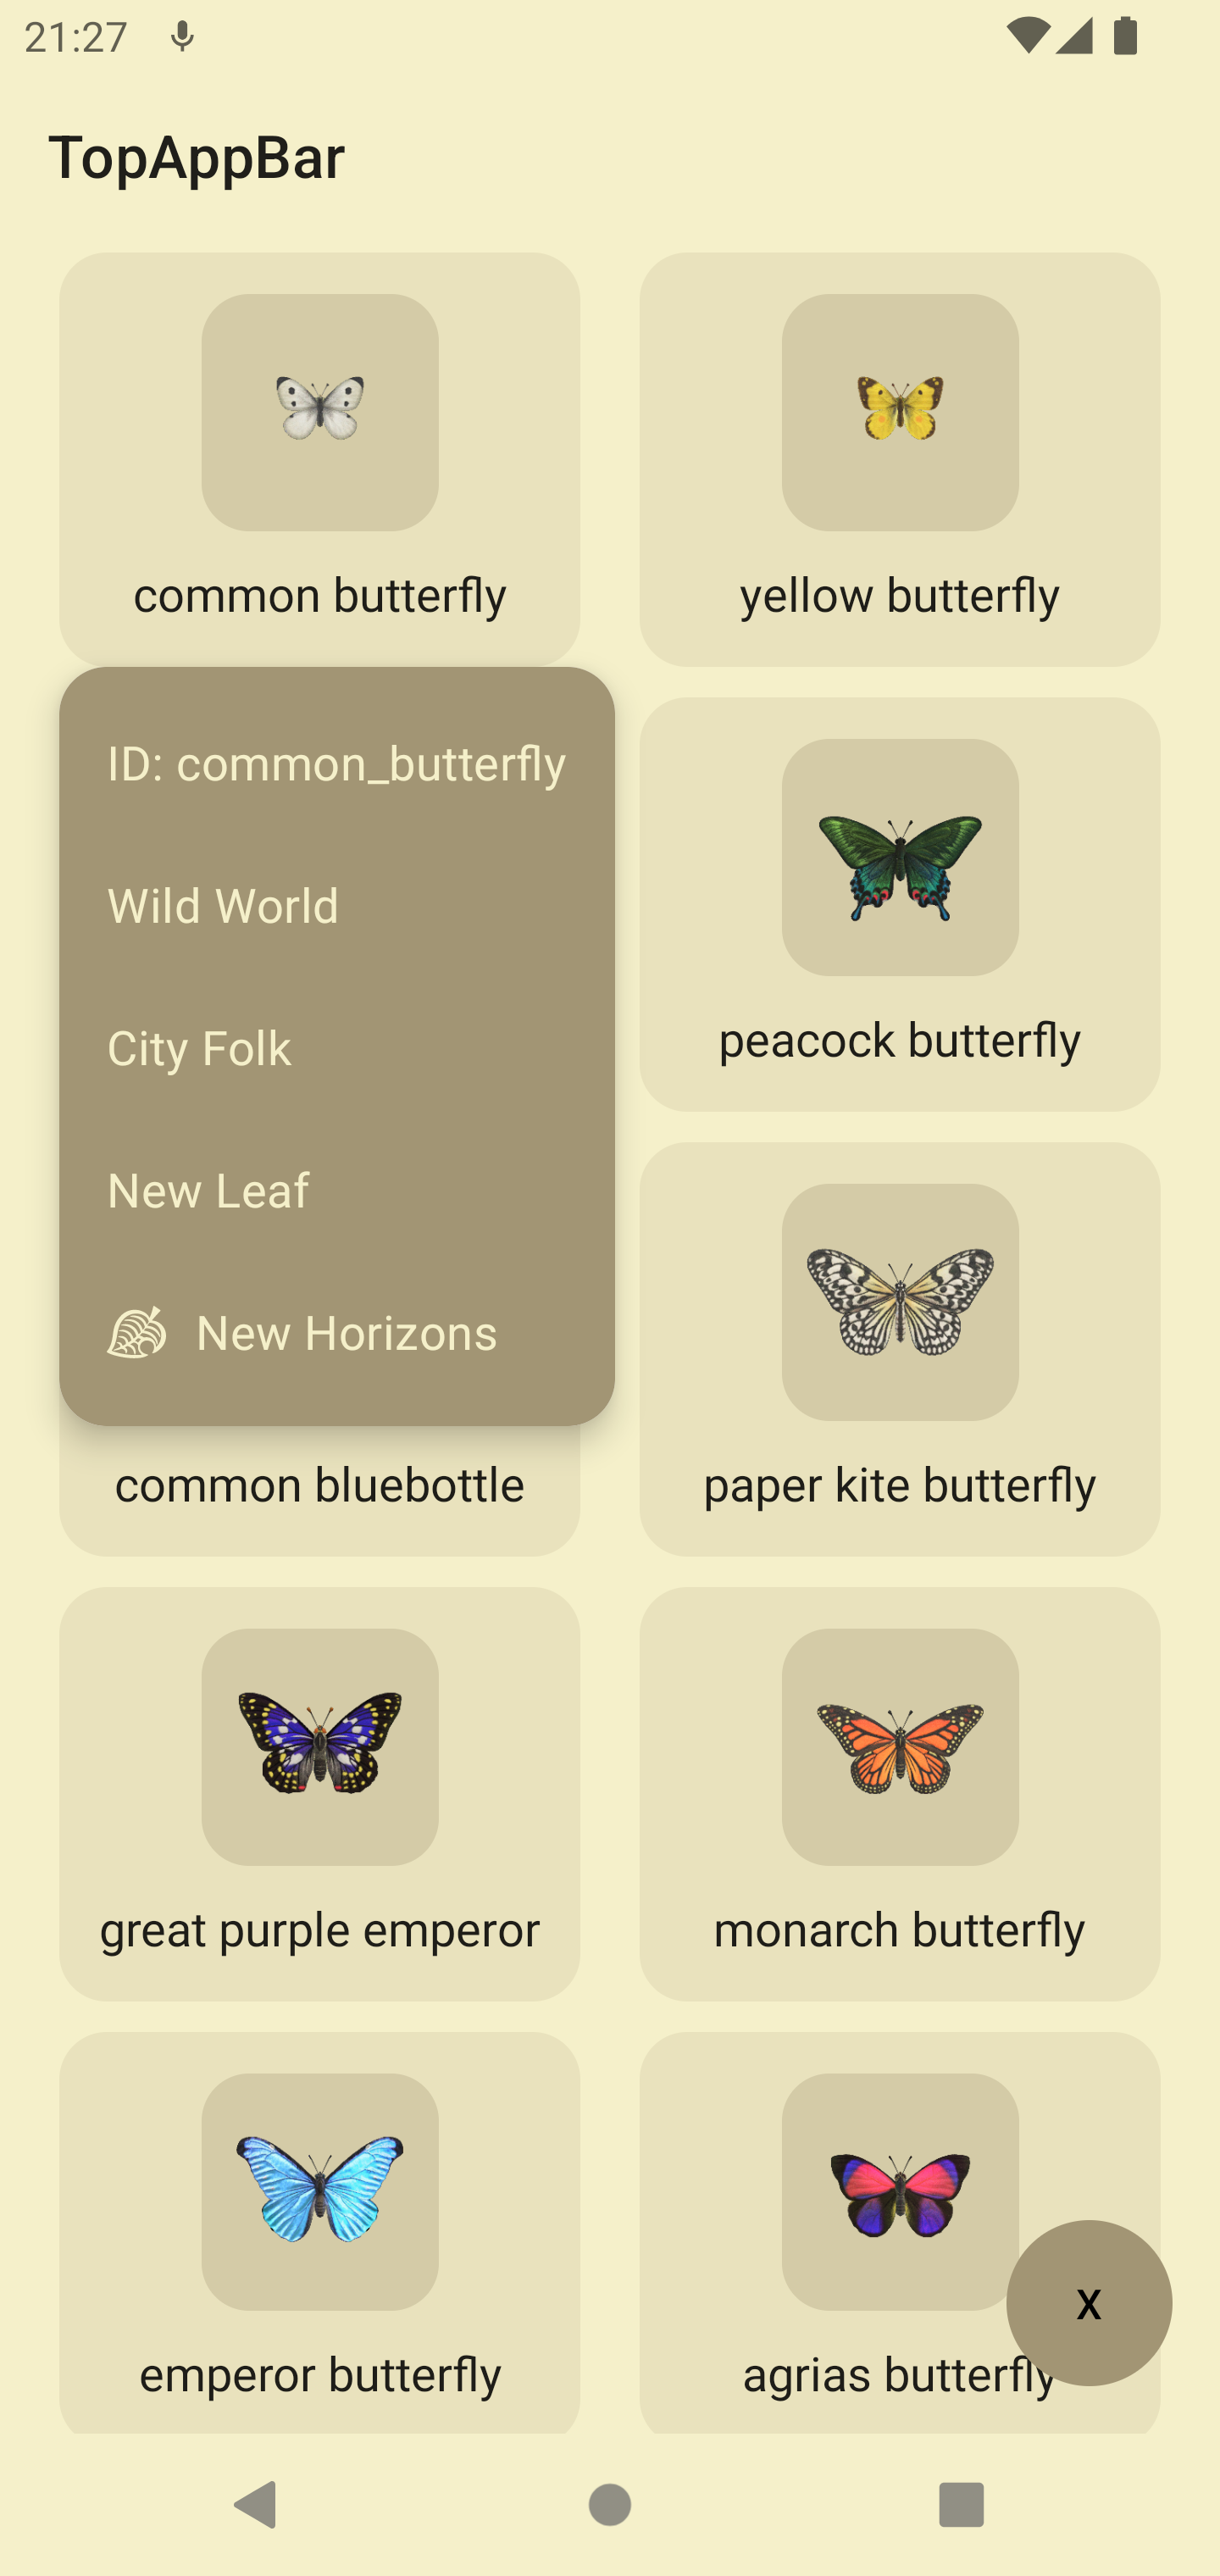 21:27
TopAppBar
common butterfly
yellow butterfly
ID: common_butterfly
Wild World
City Folk
New Leaf
New Horizons
peacock butterfly
common bluebottle
paper kite butterfly
great purple emperor
monarch butterfly
emperor butterfly
agrias butterfly
X